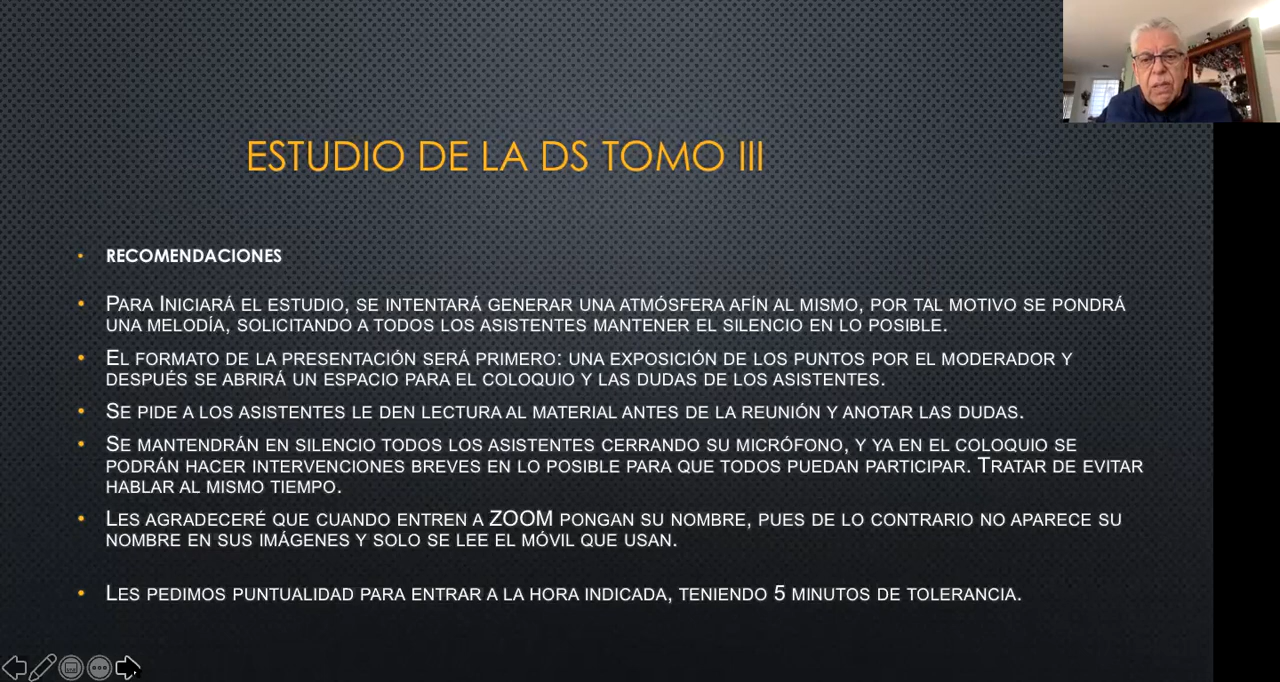 ESTUDIO DE LA DS TOMO III
• RECOMENDACIONES
• PARA INICIARÁ EL ESTUDIO, SE INTENTARÁ GENERAR UNA ATMÓSFERA AFÍN AL MISMO, POR TAL MOTIVO SE PONDRÁ
UNA MELODÍA, SOLICITANDO A TODOS LOS ASISTENTES MANTENER EL SILENCIO EN LO POSIBLE.
• EL FORMATO DE LA PRESENTACIÓN SERÁ PRIMERO: UNA EXPOSICIÓN DE LOS PUNTOS POR EL MODERADOR Y
DESPUÉS SE ABRIRÁ UN ESPACIO PARA EL COLOQUIO Y LAS DUDAS DE LOS ASISTENTES.
• SE PIDE A LOS ASISTENTES LE DEN LECTURA AL MATERIAL ANTES DE LA REUNIÓN Y ANOTAR LAS DUDAS.
• SE MANTENDRÁN EN SILENCIO TODOS LOS ASISTENTES CERRANDO SU MICRÓFONO, Y YA EN EL COLOQUIO SE
PODRÁN HACER INTERVENCIONES BREVES EN LO POSIBLE PARA QUE TODOS PUEDAN PARTICIPAR. TRATAR DE EVITAR
HABLAR AL MISMO TIEMPO.
• LES AGRADECERÉ QUE CUANDO ENTREN A ZOOM PONGAN SU NOMBRE, PUES DE LO CONTRARIO NO APARECE SU
NOMBRE EN SUS IMÁGENES Y SOLO SE LEE EL MÓVIL QUE USAN.
• LES PEDIMOS PUNTUALIDAD PARA ENTRAR A LA HORA INDICADA, TENIENDO 5 MINUTOS DE TOLERANCIA.